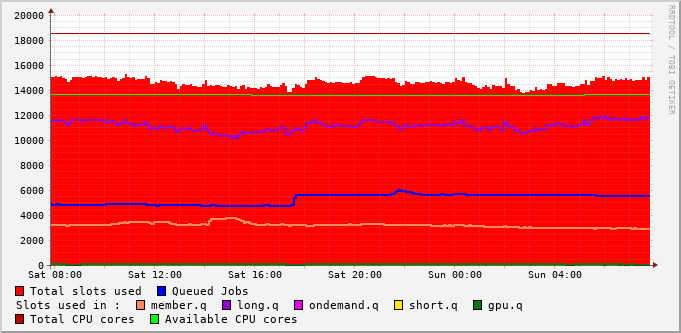 RRDTOOL / TOBI OETIKER
20000
18000
16000
14000
12000
10000
8000
6000
4000
2000
0
Sat 08:00 Sat 12:00 Sat 16:00 Sat 20:00 Sun 00:00 Sun 04:00
Total slots used Queued Jobs
Slots used in : member.q long.q ondemand.q short.q gpu.q
Total CPU cores Available CPU cores